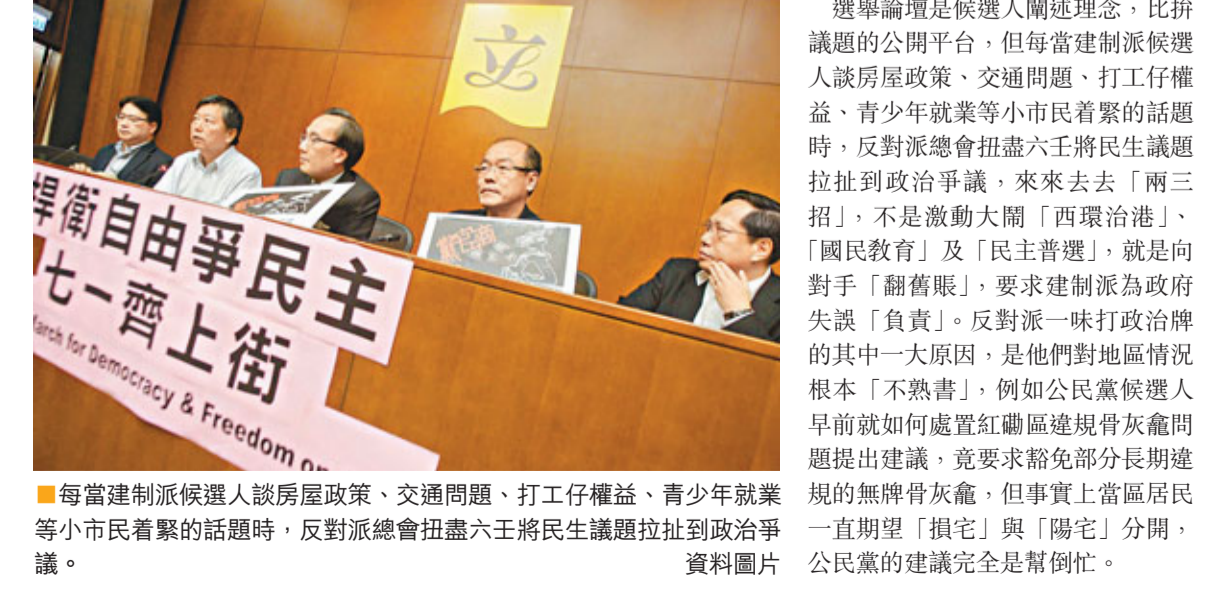 立
捍衛自由爭民主
七一齊上街
March for Democracy & Freedom on
■每當建制派候選人談房屋政策、交通問題、打工仔權益、青少年就業
等小市民着緊的話題時，反對派總會扭盡六壬將民生議題拉扯到政治爭
議。
資料圖片
選舉論壇是候選人闡述理念，比拚
議題的公開平台，但每當建制派候選
人談房屋政策、交通問題、打工仔權
益、青少年就業等小市民着緊的話題
時，反對派總會扭盡六壬將民生議題
拉扯到政治爭議，來來去去「兩三
招」，不是激動大鬧「西環治港」、
「國民教育」及「民主普選」，就是向
對手「翻舊賬」，要求建制派為政府
失誤「負責」。反對派一味打政治牌
的其中一大原因，是他們對地區情況
根本「不熟書」，例如公民黨候選人
早前就如何處置紅磡區違規骨灰龕問
題提出建議，竟要求豁免部分長期違
規的無牌骨灰龕，但事實上當區居民
一直期望「損宅」與「陽宅」分開，
公民黨的建議完全是幫倒忙。